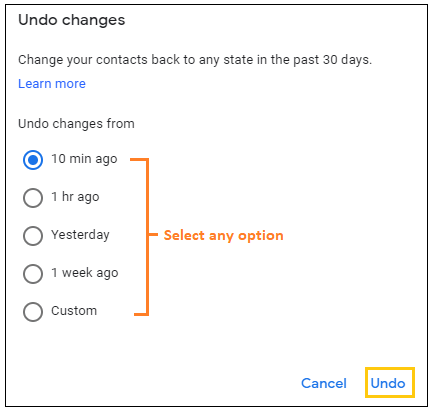 Undo changes
Change your contacts back to any state in the past 30 days.
Learn more
Undo changes from
10 min ago
1 hr ago
Yesterday
Select any option
1 week ago
Custom
Cancel Undo